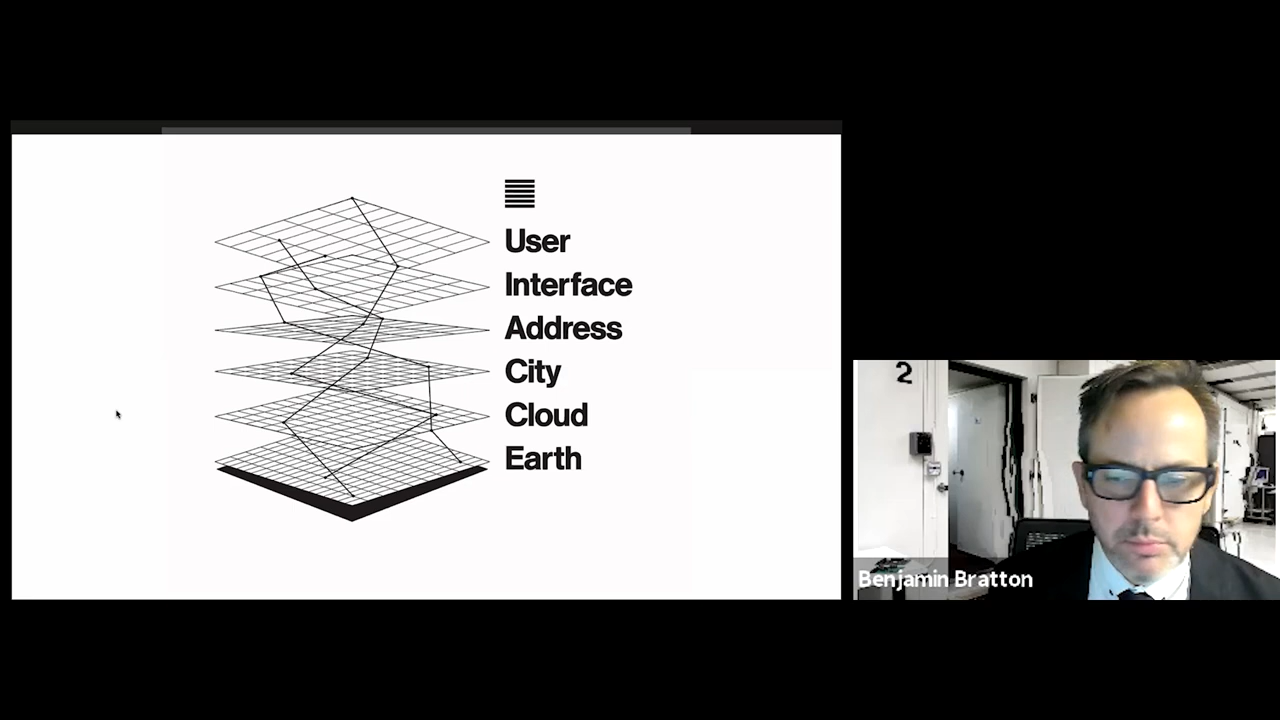 User
Interface
Address
City
Cloud
Earth
2
Benjamin Bratton